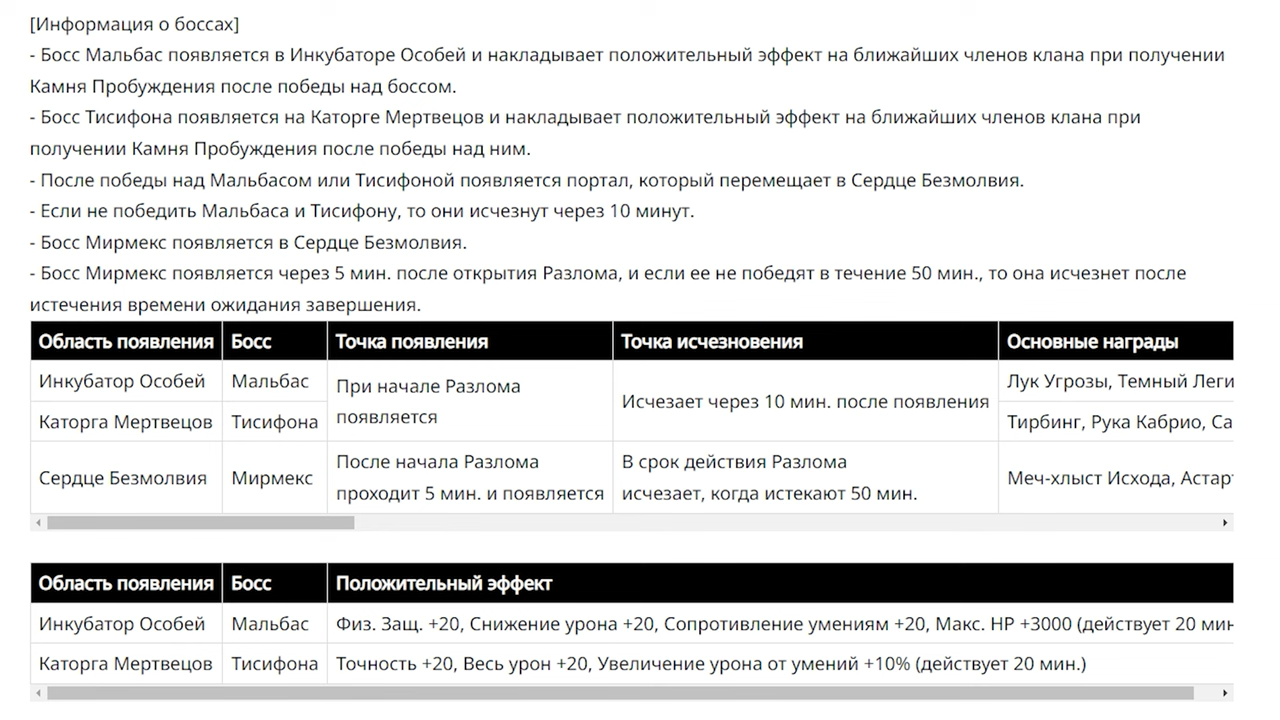 [Информация о боссах]
- Босс Мальбас появляется в Инкубаторе Особей и накладывает положительный эффект на ближайших членов клана при получении
Камня Пробуждения после победы над боссом.
- Босс Тисифона появляется на Каторге Мертвецов и накладывает положительный эффект на ближайших членов клана при
получении Камня Пробуждения после победы над ним.
- После победы над Мальбасом или Тисифоной появляется портал, который перемещает в Сердце Безмолвия.
- Если не победить Мальбаса и Тисифону, то они исчезнут через 10 минут.
- Босс Мирмекс появляется в Сердце Безмолвия.
- Босс Мирмекс появляется через 5 мин. после открытия Разлома, и если ее не победят в течение 50 мин., то она исчезнет после
истечения времени ожидания завершения.
Область появления Босс Точка появления Точка исчезновения Основные награды
Инкубатор Особей Мальбас Лук Угрозы, Темный Леги
При начале Разлома
появляется
Исчезает через 10 мин. после появления
Каторга Мертвецов Тисифона Тирбинг, Рука Кабрио, Са
Сердце Безмолвия Мирмекс
После начала Разлома
проходит 5 мин. и появляется
В срок действия Разлома
исчезает, когда истекают 50 мин.
Меч-хлыст Исхода, Астар
Область появления Босс Положительный эффект
Инкубатор Особей Мальбас Физ. Защ. +20, Снижение урона +20, Сопротивление умениям +20, Макс. HP +3000 (действует 20 мин
Каторга Мертвецов Тисифона Точность +20, Весь урон +20, Увеличение урона от умений +10% (действует 20 мин.)